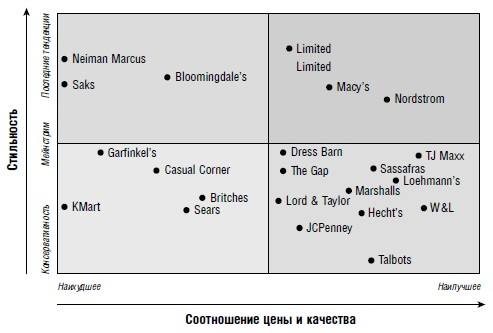 Стильность
Последние тенденции
Мейнстрим
Консервативность
Neiman Marcus
Saks
Bloomingdale's
Limited
Limited
Macy's
Nordstrom
Garfinkel's
Casual Corner
KMart
Britches
Sears
Dress Barn
TJ Maxx
The Gap
Sassafras
Loehmann's
Marshalls
Lord & Taylor
Hecht's
W&L
JCPenney
Talbots
Наихудшее
Наилучшее
Соотношение цены и качества